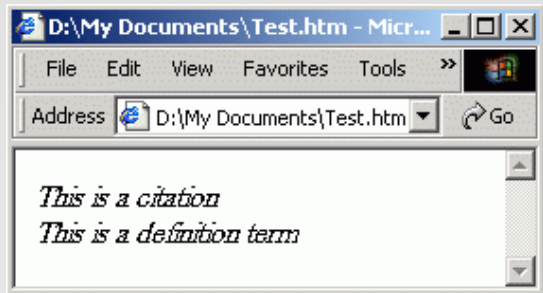 D:\My Documents\Test.htm - Micr...
File Edit View Favorites Tools »
Address D:\My Documents\Test.htm Go
This is a citation
This is a definition term